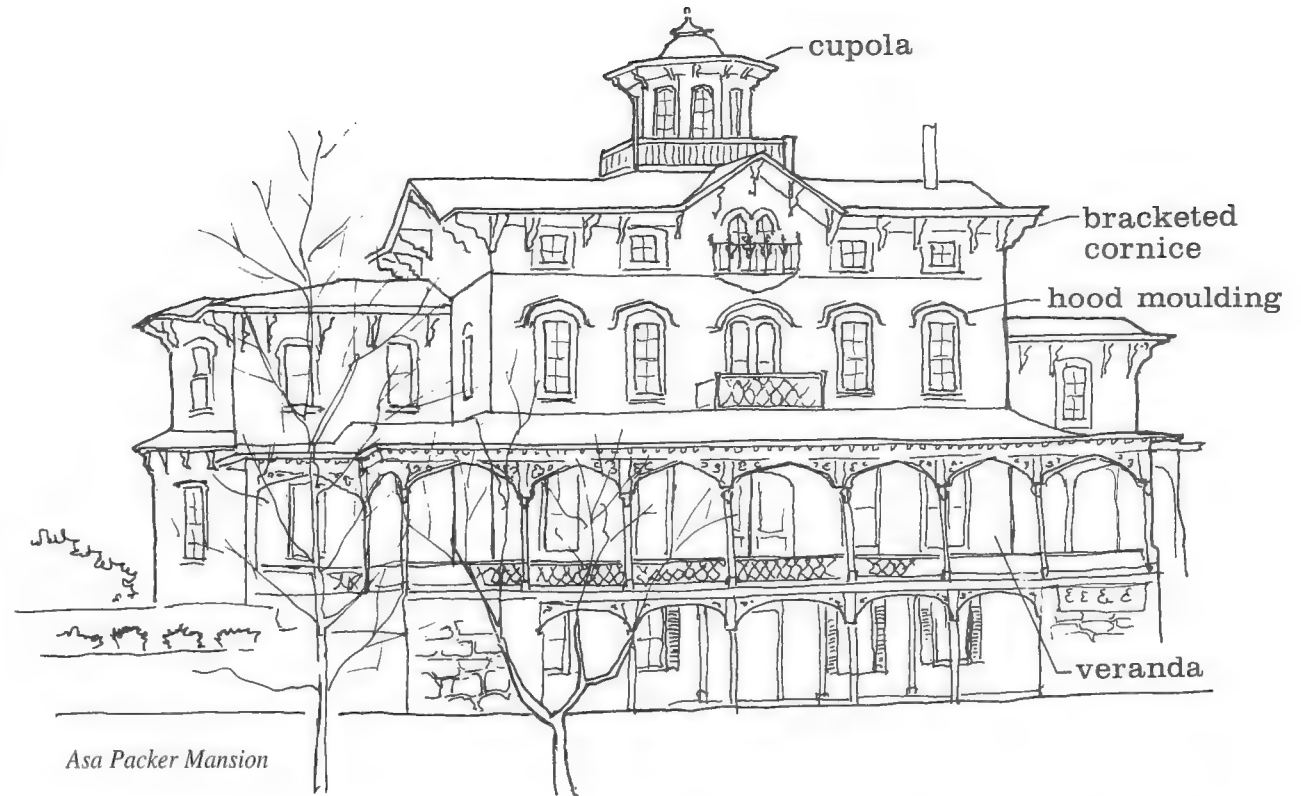 cupola
bracketed
cornice
hood moulding
veranda
Asa Packer Mansion